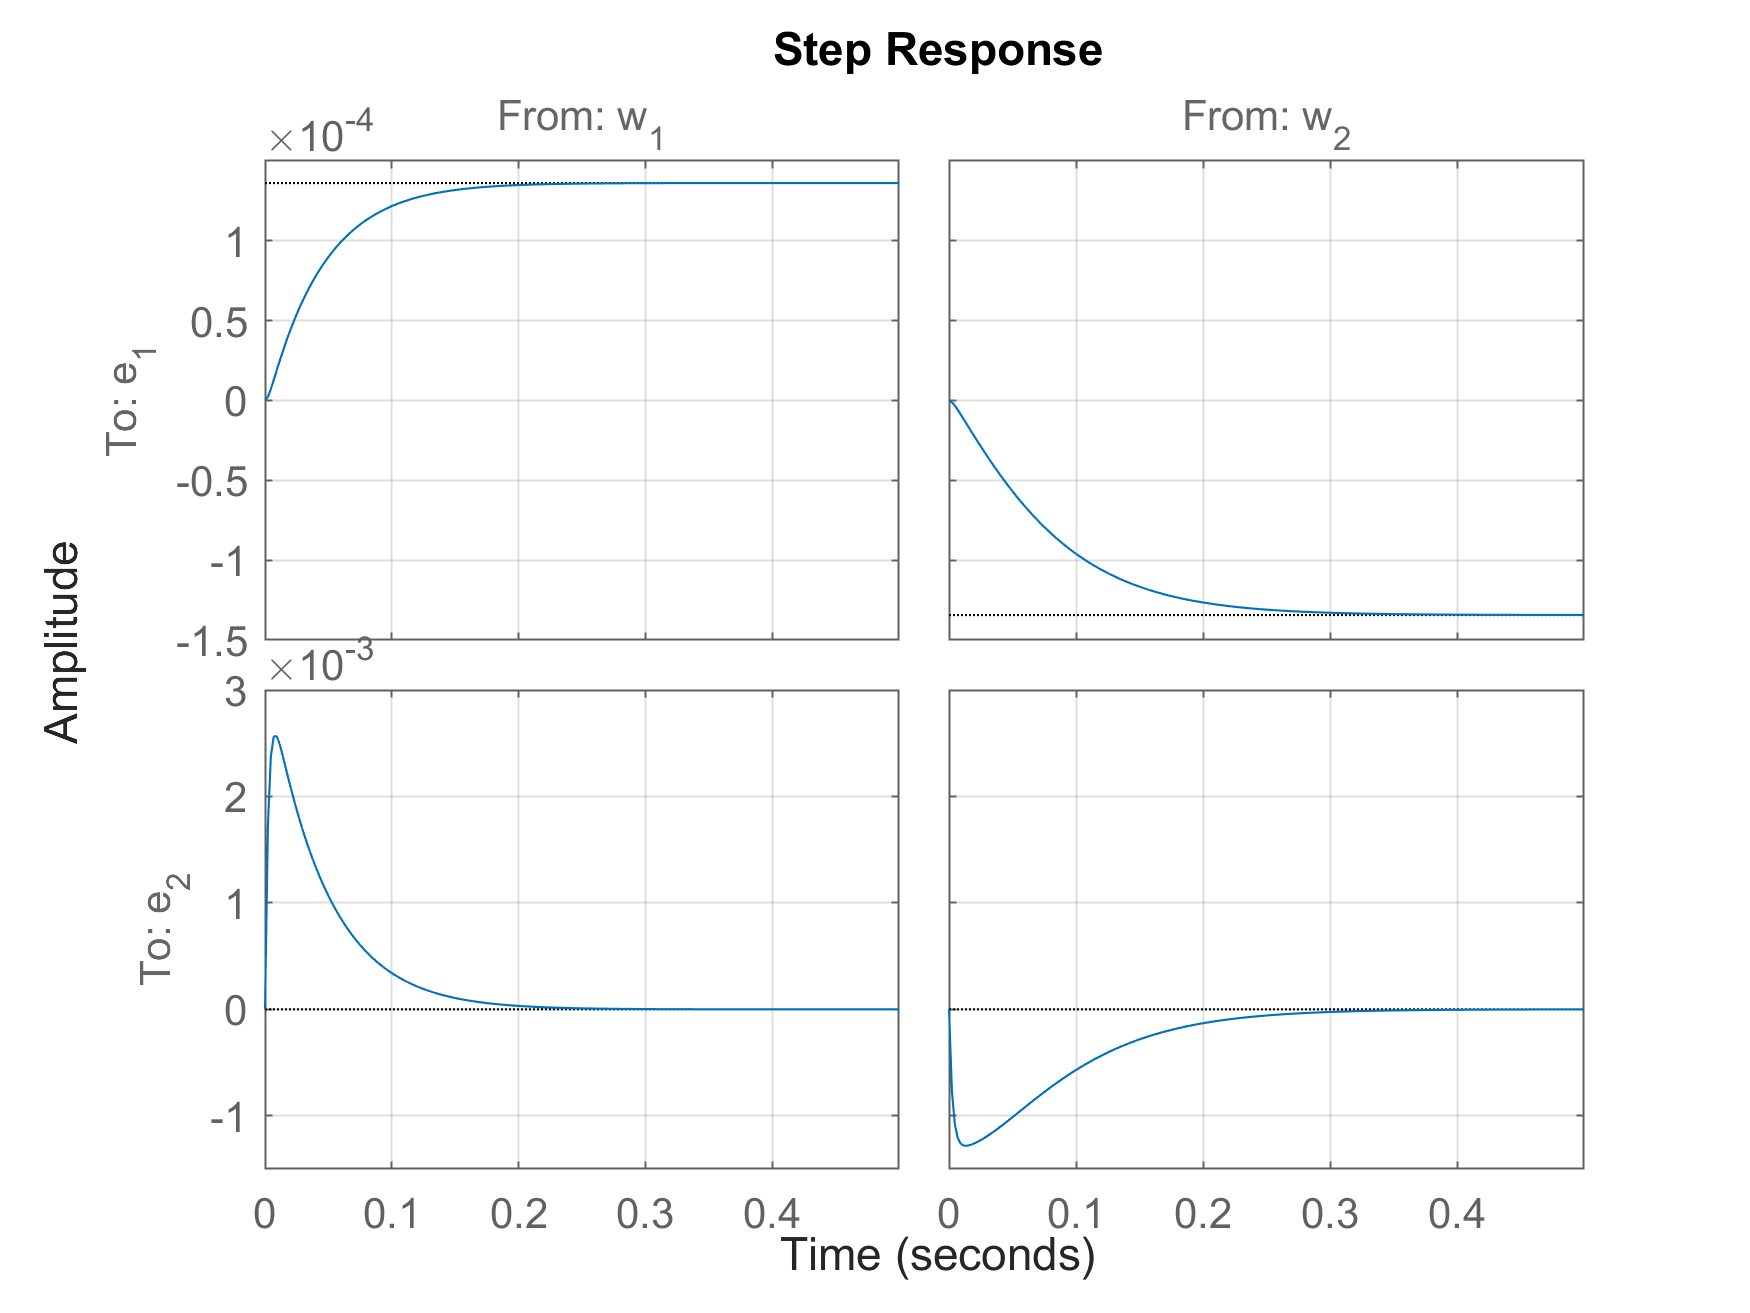 Step Response
From: w₁
From: w₂
×10⁻⁴
1
0.5
0
-0.5
-1
-1.5
To: e₁
Amplitude
×10⁻³
3
2
1
0
-1
To: e₂
0 0.1 0.2 0.3 0.4
0 0.1 0.2 0.3 0.4
Time (seconds)